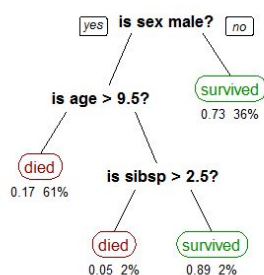 yes is sex male? no
survived
0.73 36%
is age > 9.5?
died
0.17 61%
is sibsp > 2.5?
died survived
0.05 2% 0.89 2%